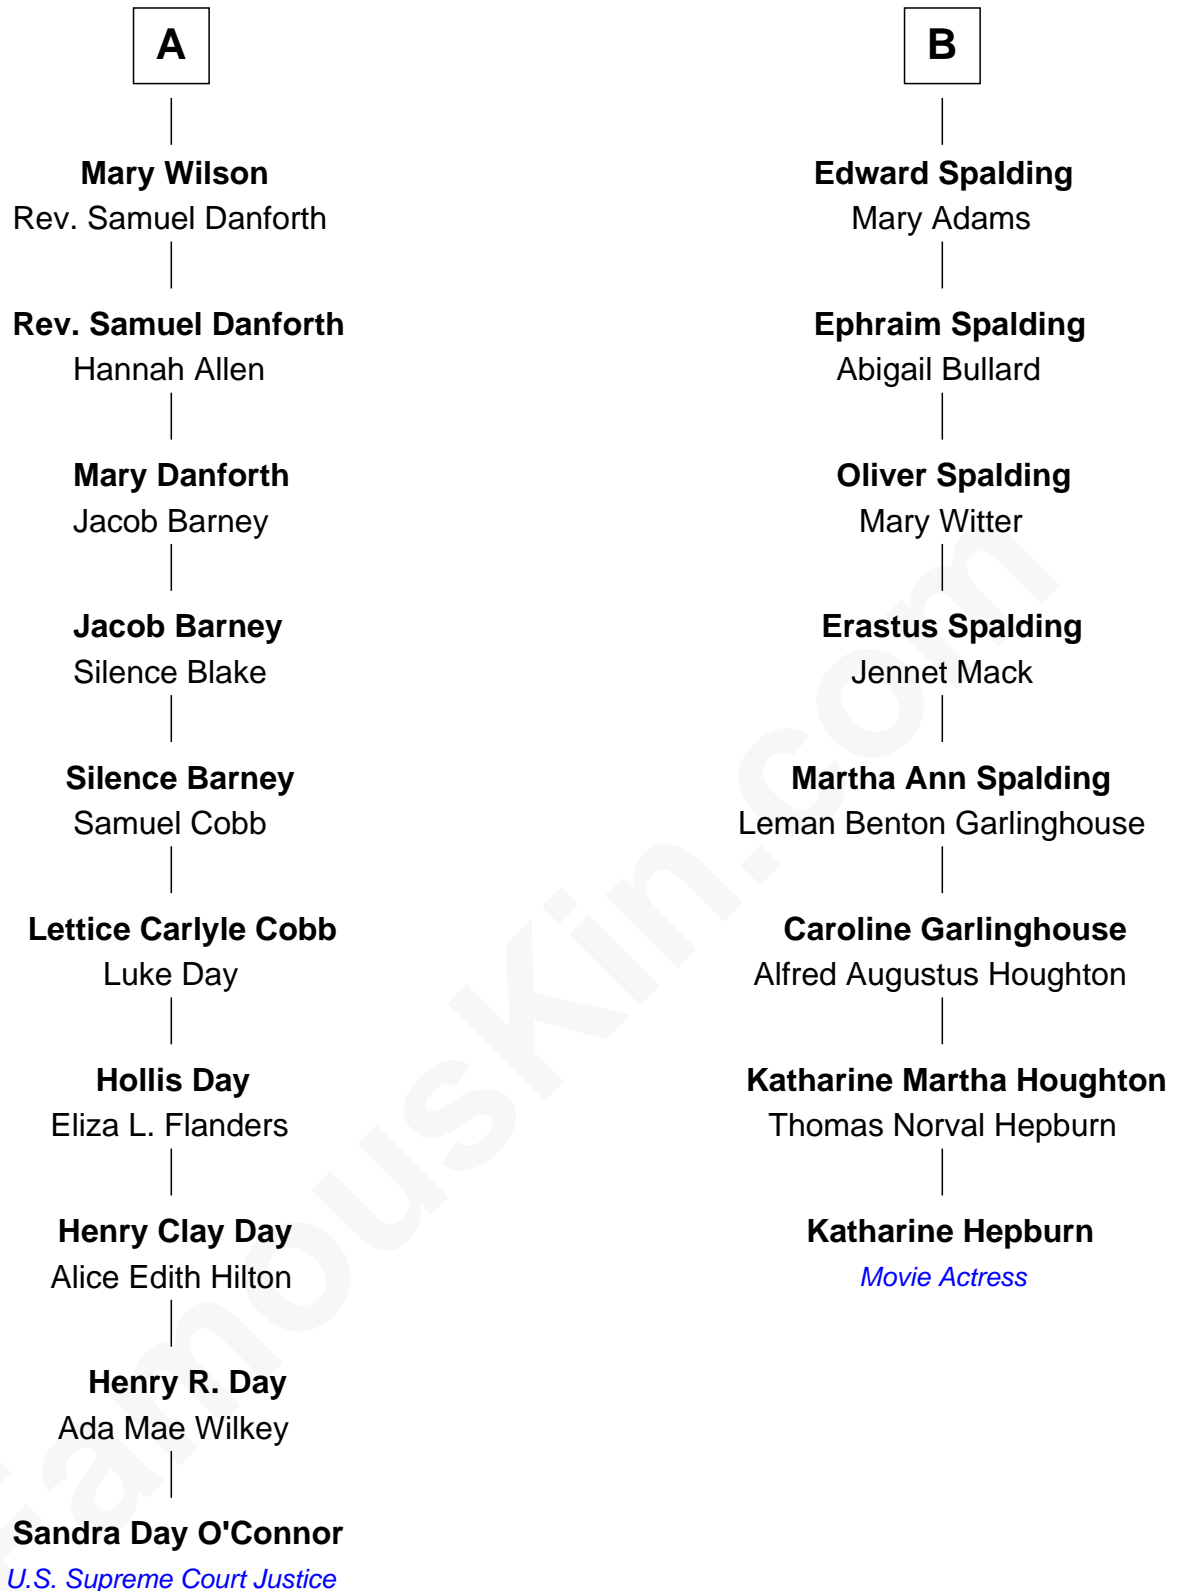 A
Mary Wilson
Rev. Samuel Danforth
Rev. Samuel Danforth
Hannah Allen
Mary Danforth
Jacob Barney
Jacob Barney
Silence Blake
Silence Barney
Samuel Cobb
Lettice Carlyle Cobb
Luke Day
Hollis Day
Eliza L. Flanders
Henry Clay Day
Alice Edith Hilton
Henry R. Day
Ada Mae Wilkey
Sandra Day O'Connor
U.S. Supreme Court Justice
B
Edward Spalding
Mary Adams
Ephraim Spalding
Abigail Bullard
Oliver Spalding
Mary Witter
Erastus Spalding
Jennet Mack
Martha Ann Spalding
Leman Benton Garlinghouse
Caroline Garlinghouse
Alfred Augustus Houghton
Katharine Martha Houghton
Thomas Norval Hepburn
Katharine Hepburn
Movie Actress
FamousKin.com